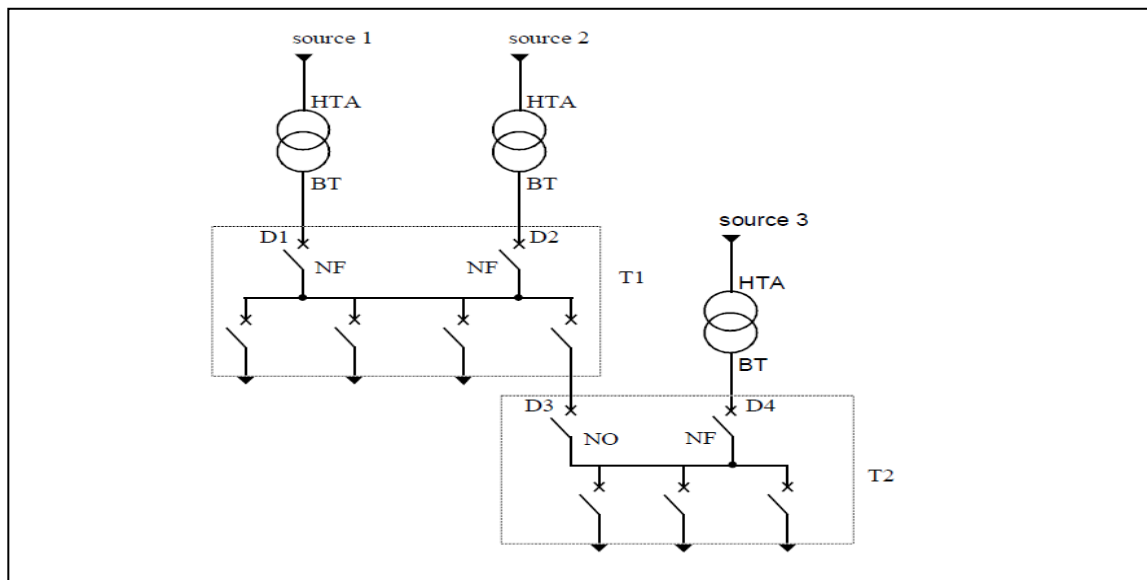 source 1
source 2
HTA
HTA
BT
BT
source 3
D1
D2
NF
NF
T1
HTA
BT
D3
D4
NO
NF
T2